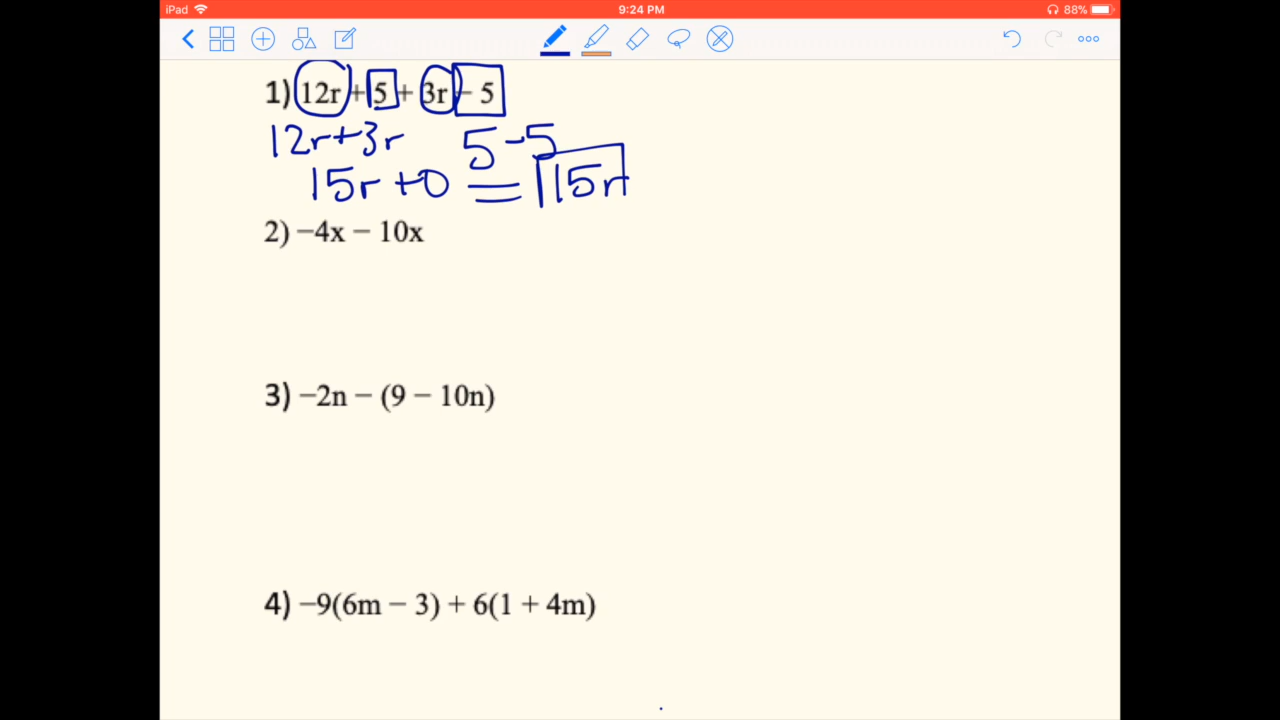 iPad 9:24 PM 88%
1) 12r + 5 + 3r − 5
12r+3r 5-5
15r +0 = 15r
2) −4x − 10x
3) −2n − (9 − 10n)
4) −9(6m − 3) + 6(1 + 4m)